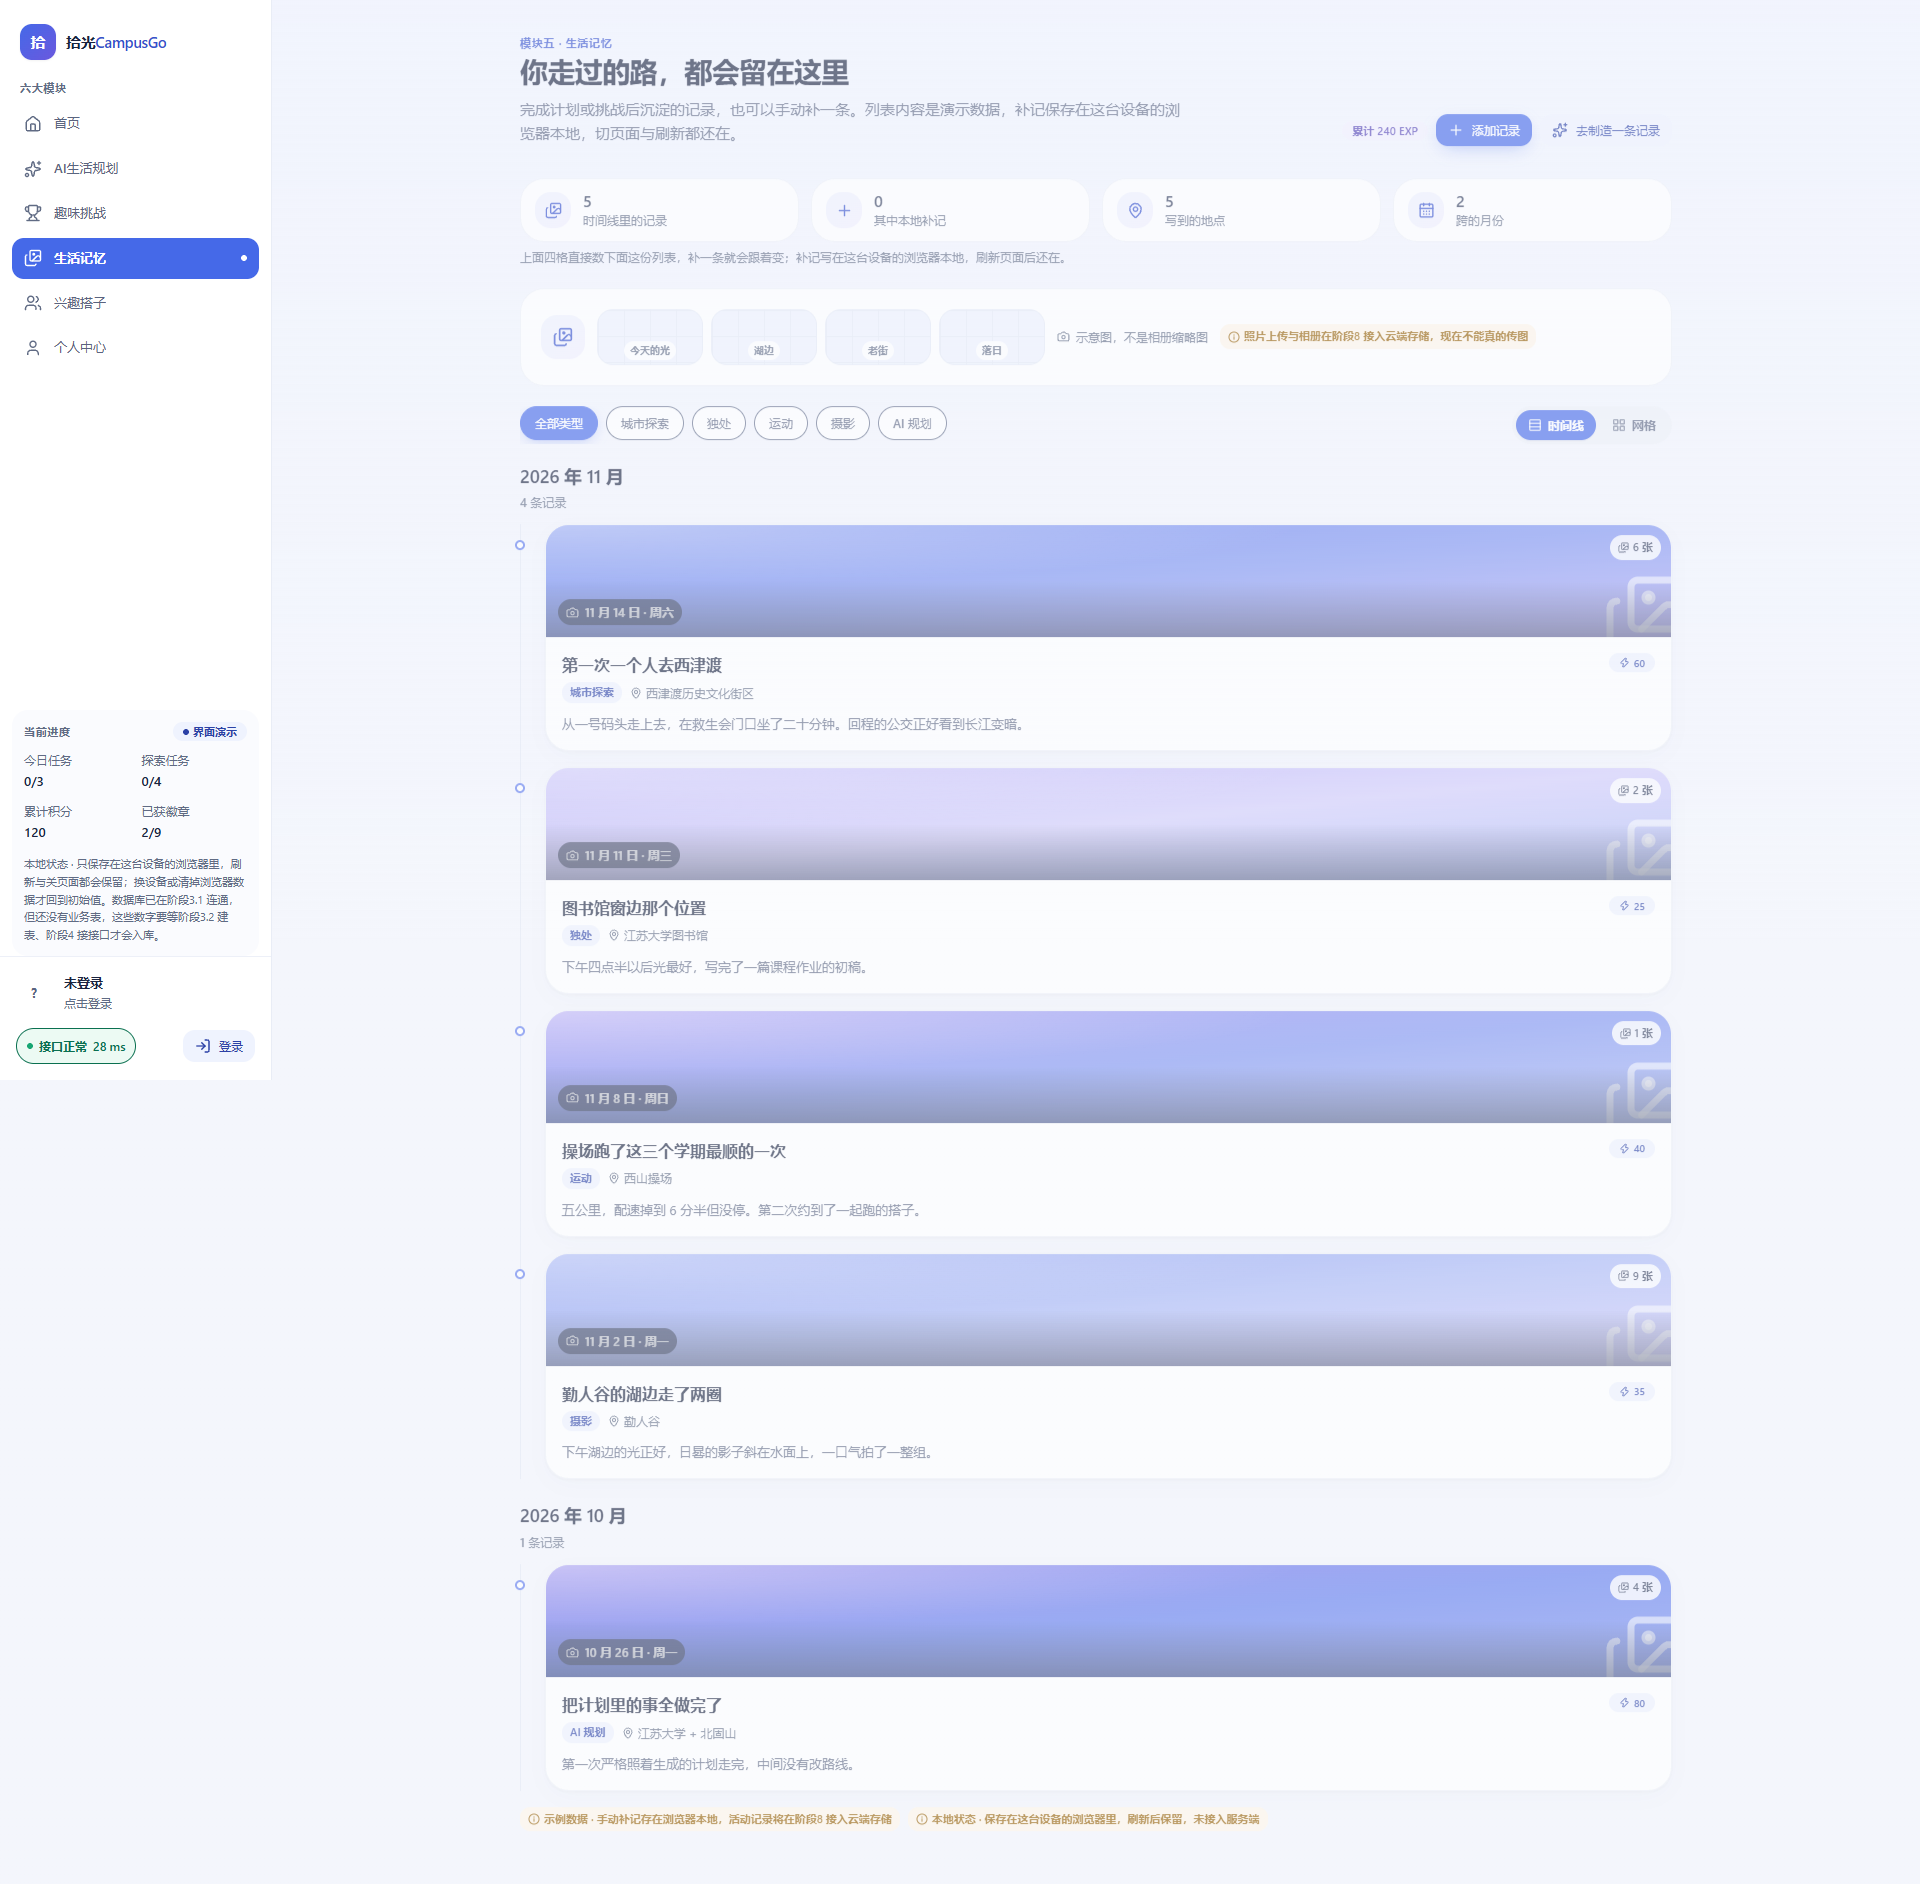 拾 拾光CampusGo
六大模块
首页
AI生活规划
趣味挑战
生活记忆
兴趣搭子
个人中心
当前进度 界面演示
今日任务 探索任务
0/3 0/4
累计积分 已获徽章
120 2/9
本地状态 · 只保存在这台设备的浏览器里，刷
新与关页面都会保留；换设备或清掉浏览器数
据才回到初始值。数据库已在阶段3.1 连通，
但还没有业务表，这些数字要等阶段3.2 建
表、阶段4 接接口才会入库。
? 未登录
点击登录
接口正常 28 ms 登录
模块五 · 生活记忆
你走过的路，都会留在这里
完成计划或挑战后沉淀的记录，也可以手动补一条。列表内容是演示数据，补记保存在这台设备的浏
览器本地，切页面与刷新都还在。
累计 240 EXP 添加记录 去制造一条记录
5 时间线里的记录
0 其中本地补记
5 写到的地点
2 跨的月份
上面四格直接数下面这份列表，补一条就会跟着变；补记写在这台设备的浏览器本地，刷新页面后还在。
今天的光 湖边 老街 落日 示意图，不是相册缩略图 照片上传与相册在阶段8 接入云端存储，现在不能真的传图
全部类型 城市探索 独处 运动 摄影 AI 规划 时间线 网格
2026 年 11 月
4 条记录
6 张
11 月 14 日 · 周六
第一次一个人去西津渡 60
城市探索 西津渡历史文化街区
从一号码头走上去，在救生会门口坐了二十分钟。回程的公交正好看到长江变暗。
2 张
11 月 11 日 · 周三
图书馆窗边那个位置 25
独处 江苏大学图书馆
下午四点半以后光最好，写完了一篇课程作业的初稿。
1 张
11 月 8 日 · 周日
操场跑了这三个学期最顺的一次 40
运动 西山操场
五公里，配速掉到 6 分半但没停。第二次约到了一起跑的搭子。
9 张
11 月 2 日 · 周一
勤人谷的湖边走了两圈 35
摄影 勤人谷
下午湖边的光正好，日晷的影子斜在水面上，一口气拍了一整组。
2026 年 10 月
1 条记录
4 张
10 月 26 日 · 周一
把计划里的事全做完了 80
AI 规划 江苏大学 + 北固山
第一次严格照着生成的计划走完，中间没有改路线。
示例数据 · 手动补记存在浏览器本地，活动记录将在阶段8 接入云端存储 本地状态 · 保存在这台设备的浏览器里，刷新后保留，未接入服务端